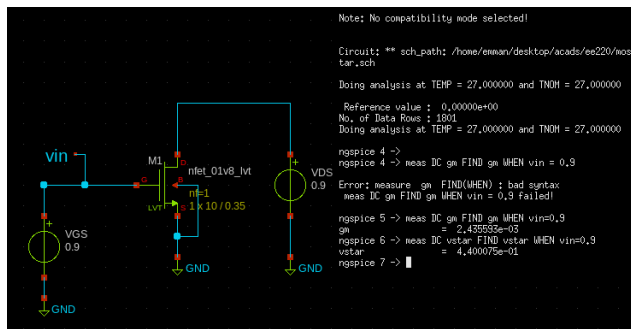 Note: No compatibility mode selected!
Circuit: ** sch_path: /home/emman/desktop/acads/ee220/mos
tar.sch
Doing analysis at TEMP = 27.000000 and TNOM = 27.000000
Reference value : 0.00000e+00
No. of Data Rows : 1801
Doing analysis at TEMP = 27.000000 and TNOM = 27.000000
ngspice 4 ->
ngspice 4 -> meas DC gm FIND gm WHEN vin = 0.9
Error: measure gm FIND(WHEN) : bad syntax
meas DC gm FIND gm WHEN vin = 0.9 failed!
ngspice 5 -> meas DC gm FIND gm WHEN vin=0.9
gm = 2.435593e-03
ngspice 6 -> meas DC vstar FIND vstar WHEN vin=0.9
vstar = 4.400075e-01
ngspice 7 ->
vin
M1
nfet_01v8_lvt
D
G
B
S
LVT
nf=1
1 x 10 / 0.35
+
VDS
0.9
+
VGS
0.9
GND
GND
GND